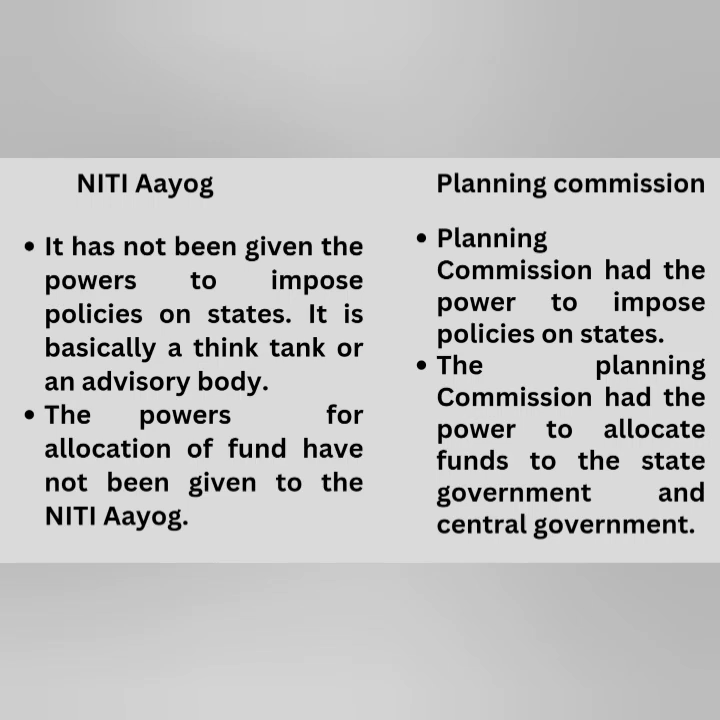 NITI Aayog
• It has not been given the
powers to impose
policies on states. It is
basically a think tank or
an advisory body.
• The powers for
allocation of fund have
not been given to the
NITI Aayog.
Planning commission
• Planning
Commission had the
power to impose
policies on states.
• The planning
Commission had the
power to allocate
funds to the state
government and
central government.